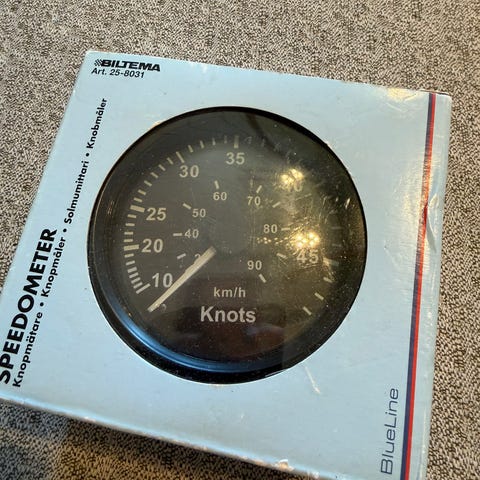 BILTEMA
Art. 25-8031
SPEEDOMETER
Knopmätare • Knopmåler • Solmumittari • Knobmåler
10
20
25
30
35
45
40
50
60
70
80
90
km/h
Knots
BlueLine